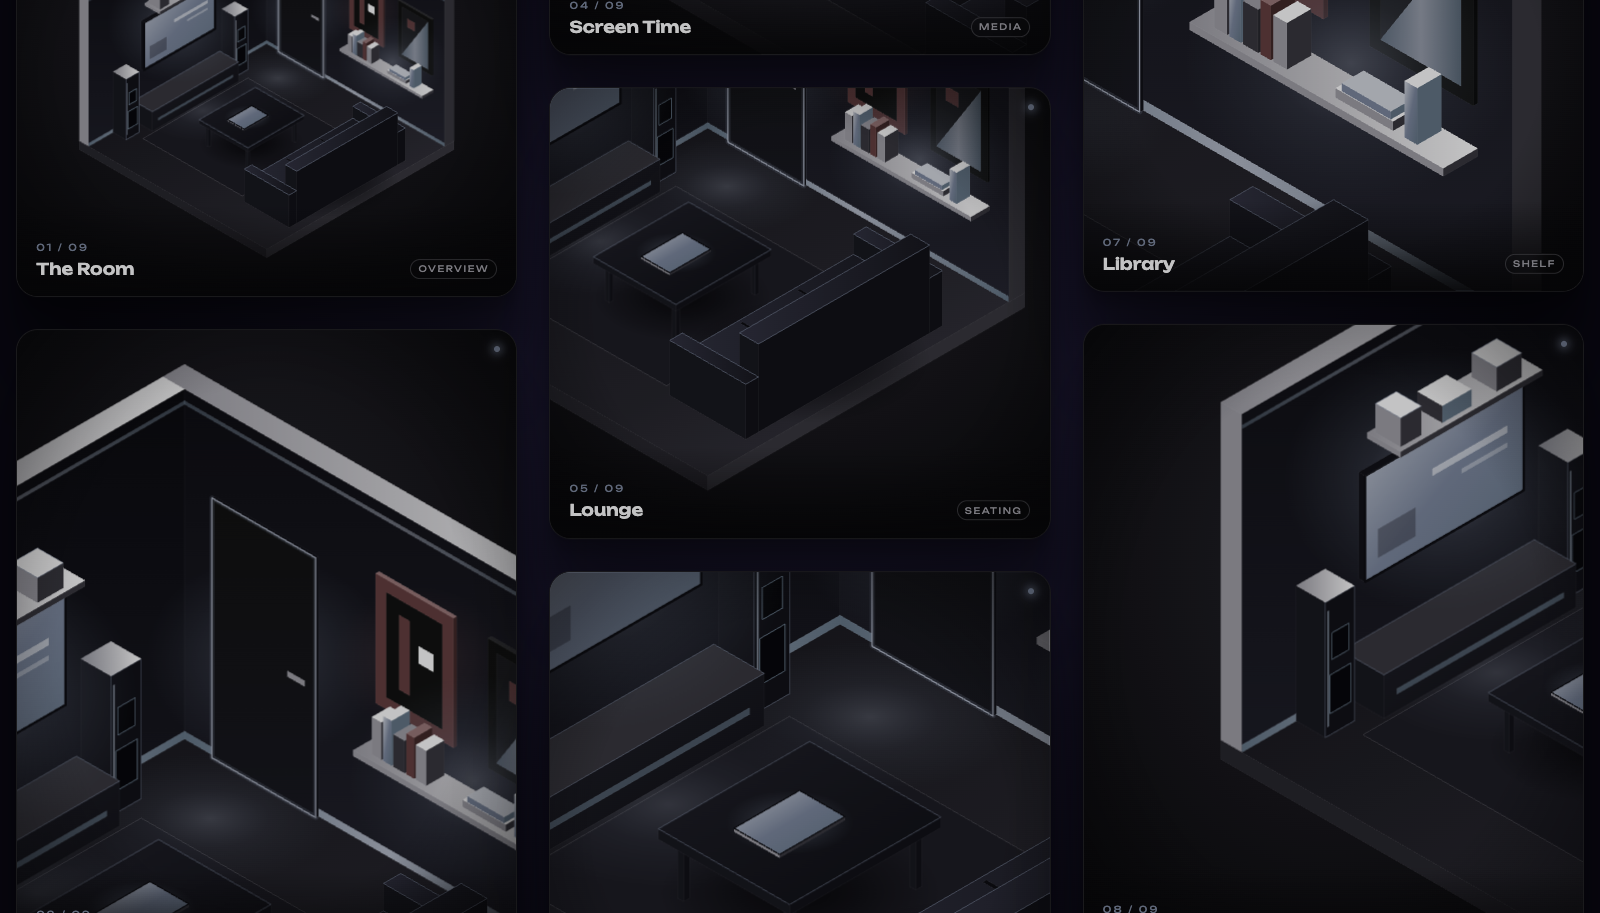 04 / 09
Screen Time
MEDIA
01 / 09
The Room
OVERVIEW
07 / 09
Library
SHELF
05 / 09
Lounge
SEATING
08 / 09